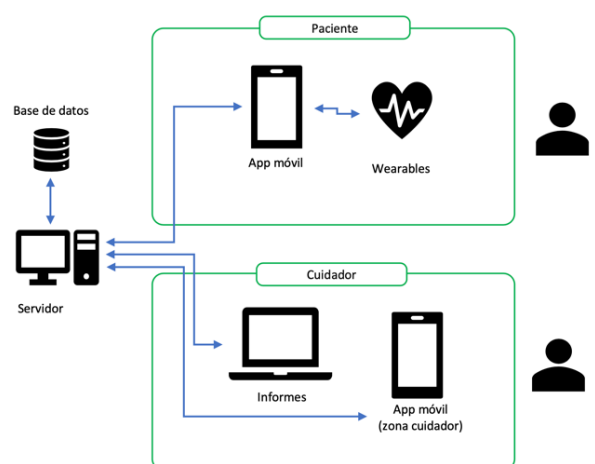 Paciente
Base de datos
App móvil
Wearables
Servidor
Cuidador
Informes
App móvil
(zona cuidador)